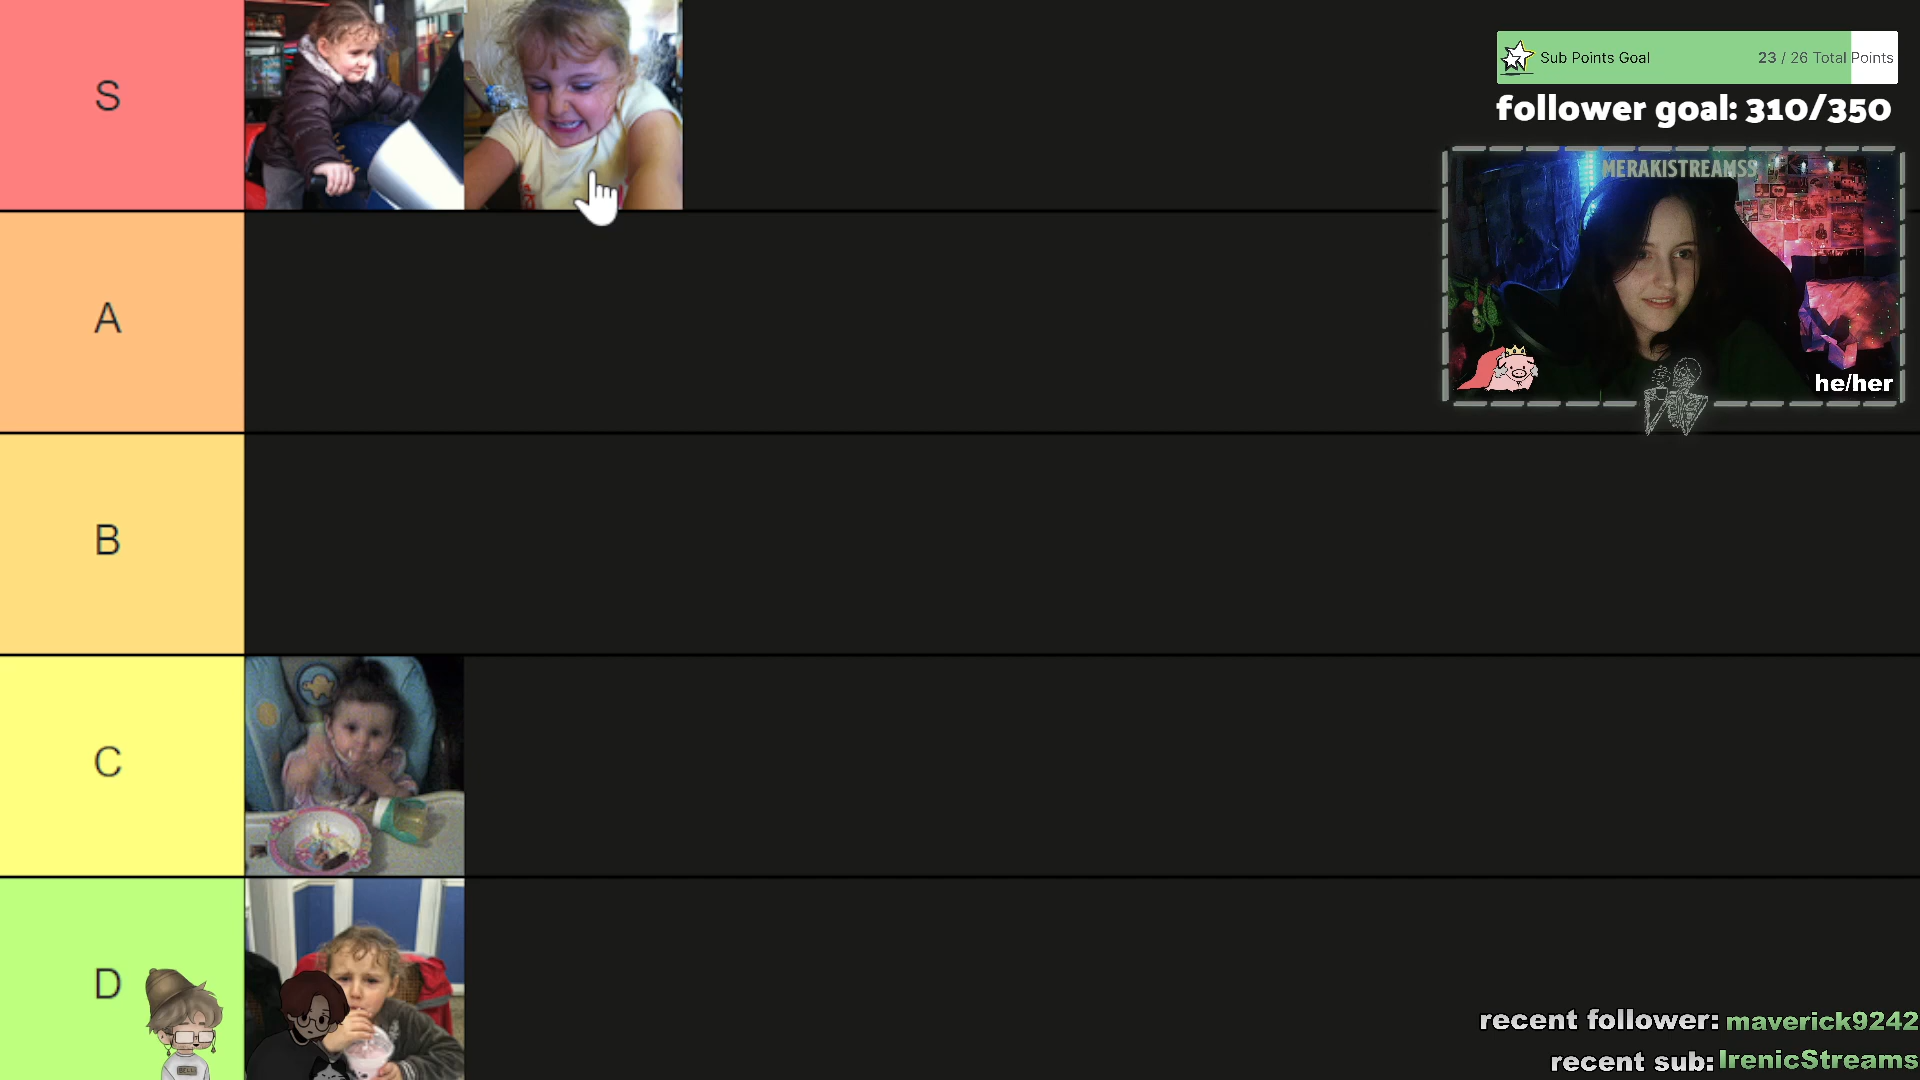 S
Sub Points Goal 23 / 26 Total Points
follower goal: 310/350
MERAKISTREAMSS
he/her
A
B
C
D
recent follower: maverick9242
recent sub: IrenicStreams